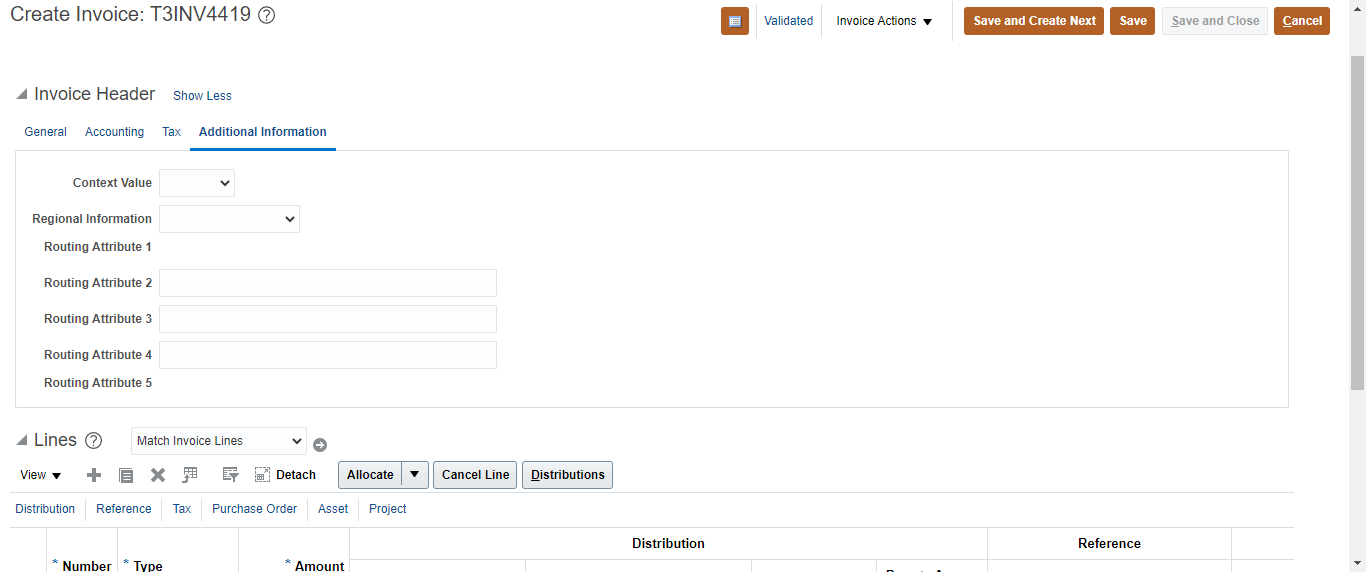 Create Invoice: T3INV4419 ?
Validated Invoice Actions Save and Create Next Save Save and Close Cancel
Invoice Header Show Less
General Accounting Tax Additional Information
Context Value
Regional Information
Routing Attribute 1
Routing Attribute 2
Routing Attribute 3
Routing Attribute 4
Routing Attribute 5
Lines ? Match Invoice Lines
View Detach Allocate Cancel Line Distributions
Distribution Reference Tax Purchase Order Asset Project
Distribution Reference
* Number * Type * Amount